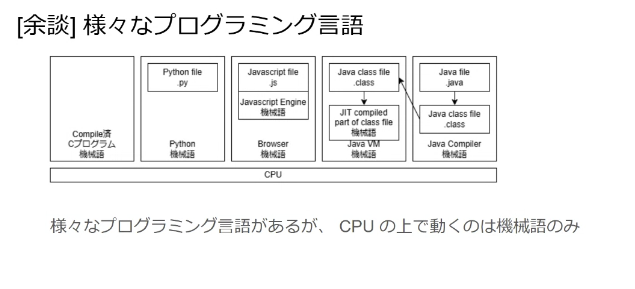 [余談] 様々なプログラミング言語
Compile済
Cプログラム
機械語
Python file
.py
Python
機械語
Javascript file
.js
Javascript Engine
機械語
Browser
機械語
Java class file
.class
JIT compiled
part of class file
機械語
Java VM
機械語
Java file
.java
Java class file
.class
Java Compiler
機械語
CPU
様々なプログラミング言語があるが、 CPU の上で動くのは機械語のみ